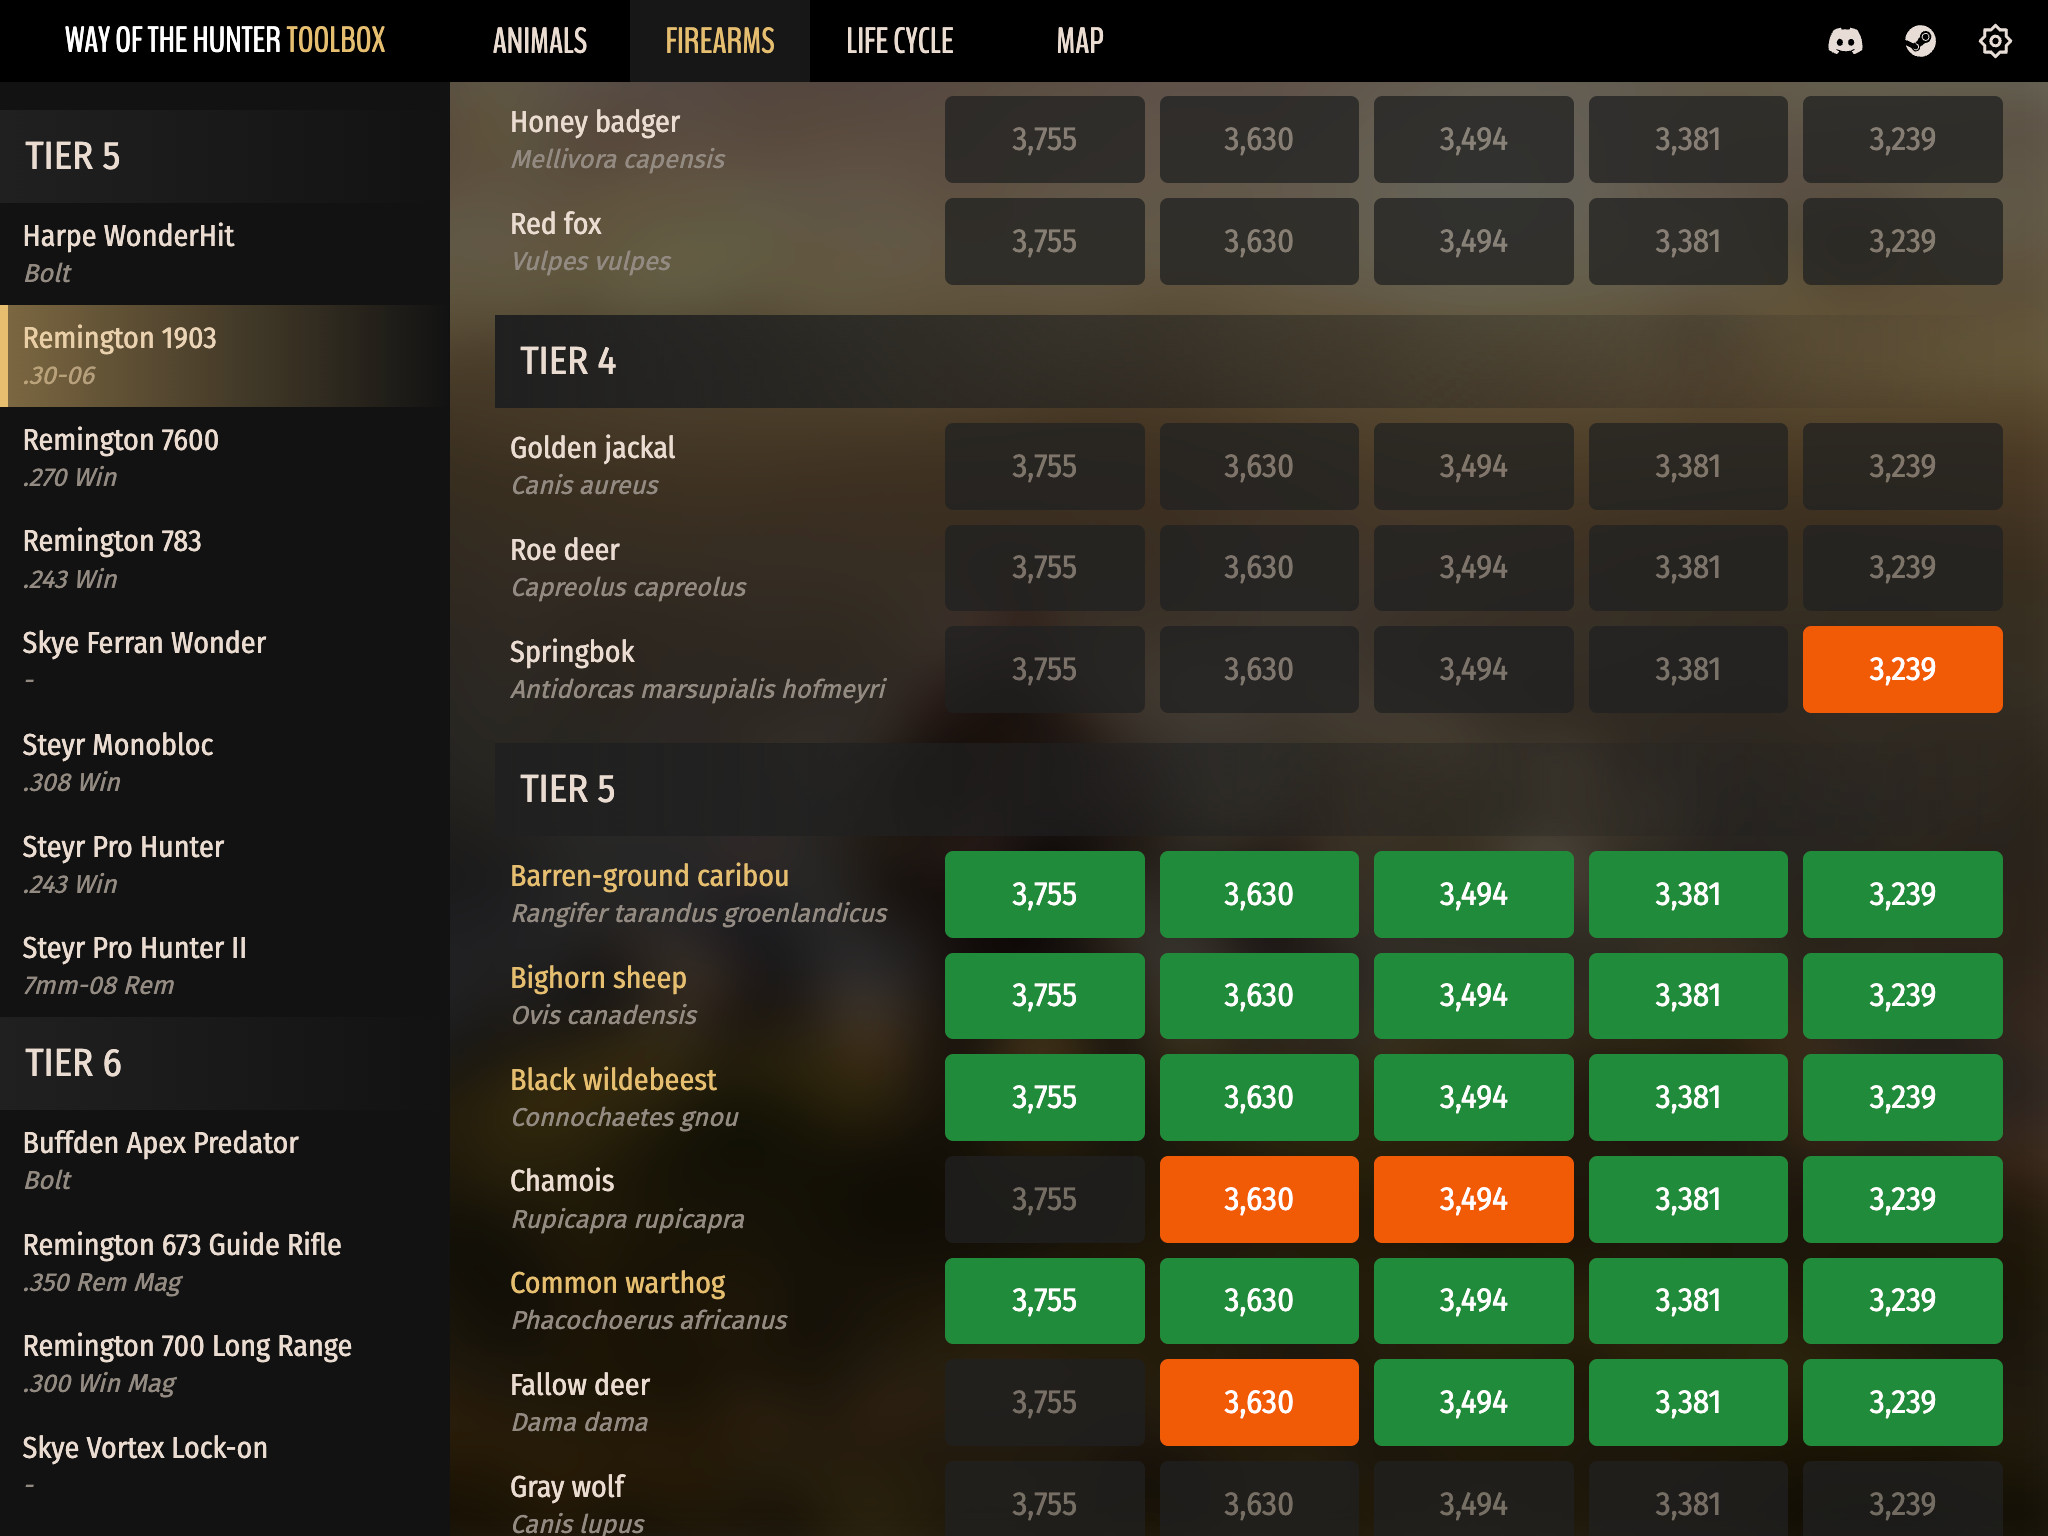 WAY OF THE HUNTER TOOLBOX
ANIMALS
FIREARMS
LIFE CYCLE
MAP
TIER 5
Harpe WonderHit
Bolt
Remington 1903
.30-06
Remington 7600
.270 Win
Remington 783
.243 Win
Skye Ferran Wonder
-
Steyr Monobloc
.308 Win
Steyr Pro Hunter
.243 Win
Steyr Pro Hunter II
7mm-08 Rem
TIER 6
Buffden Apex Predator
Bolt
Remington 673 Guide Rifle
.350 Rem Mag
Remington 700 Long Range
.300 Win Mag
Skye Vortex Lock-on
-
Honey badger
Mellivora capensis
3,755 3,630 3,494 3,381 3,239
Red fox
Vulpes vulpes
3,755 3,630 3,494 3,381 3,239
TIER 4
Golden jackal
Canis aureus
3,755 3,630 3,494 3,381 3,239
Roe deer
Capreolus capreolus
3,755 3,630 3,494 3,381 3,239
Springbok
Antidorcas marsupialis hofmeyri
3,755 3,630 3,494 3,381 3,239
TIER 5
Barren-ground caribou
Rangifer tarandus groenlandicus
3,755 3,630 3,494 3,381 3,239
Bighorn sheep
Ovis canadensis
3,755 3,630 3,494 3,381 3,239
Black wildebeest
Connochaetes gnou
3,755 3,630 3,494 3,381 3,239
Chamois
Rupicapra rupicapra
3,755 3,630 3,494 3,381 3,239
Common warthog
Phacochoerus africanus
3,755 3,630 3,494 3,381 3,239
Fallow deer
Dama dama
3,755 3,630 3,494 3,381 3,239
Gray wolf
Canis lupus
3,755 3,630 3,494 3,381 3,239